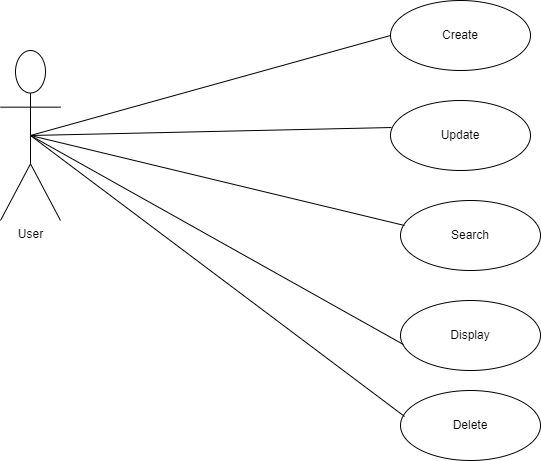 Create
Update
Search
User
Display
Delete